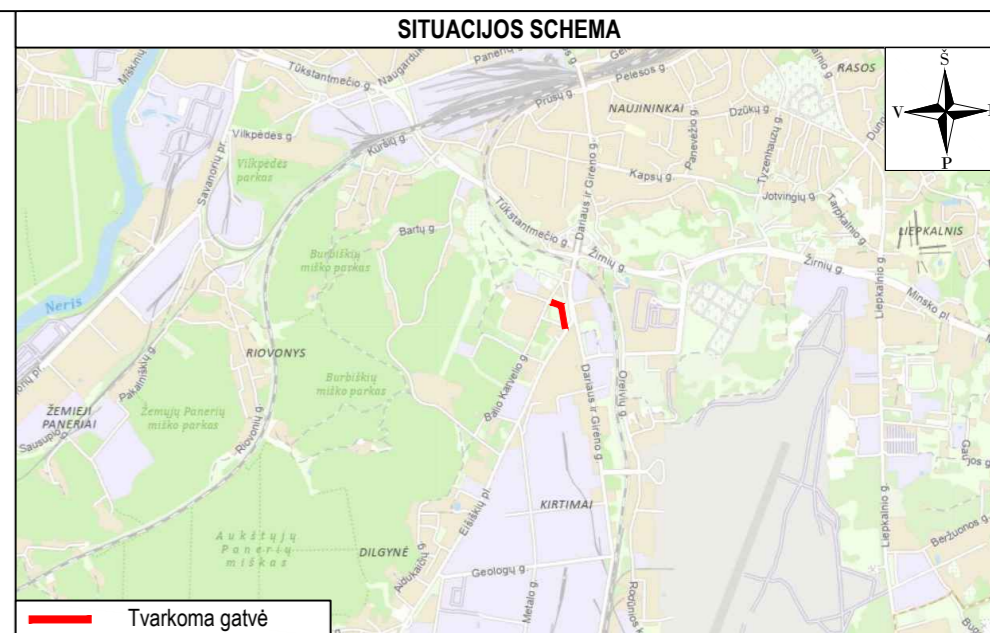 SITUACIJOS SCHEMA
Š
V
P
RASOS
Tūkstantmečio g.
Panerių
Pelesos g.
Prūsų g.
NAUJININKAI
Dzūkų g.
Panevėžio g.
Tyzenhauzų g.
Vilkpėdės g.
Vilkpėdės
parkas
Kuršių g.
Savanorių pr.
Kapsų g.
Jotvingių g.
Tarpkalnio g.
LIEPKALNIS
Dariaus ir Girėno g.
Tūkstantmečio g.
Bartų g.
Burbiškių
miško parkas
Žirnių g.
Žirnių g.
Liepkalnio g.
Minsko pl.
Neris
RIOVONYS
Pakalniškių g.
Burbiškių
miško parkas
Balio Karvelio g.
Dariaus ir Girėno g.
Oreivių g.
ŽEMIEJI
PANERIAI
Žemųjų Panerių
miško parkas
Riovonių g.
KIRTIMAI
Eišiškių pl.
Aukštųjų
Panerių
miškas
DILGYNĖ
Geologų g.
Metalo g.
Liepkalnio g.
Beržuonos g.
Tvarkoma gatvė